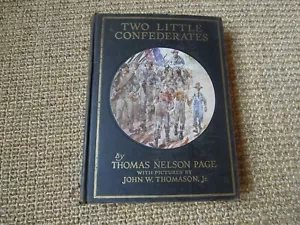 TWO LITTLE
CONFEDERATES
by
THOMAS NELSON PAGE
WITH PICTURES BY
JOHN W. THOMASON, Jr.